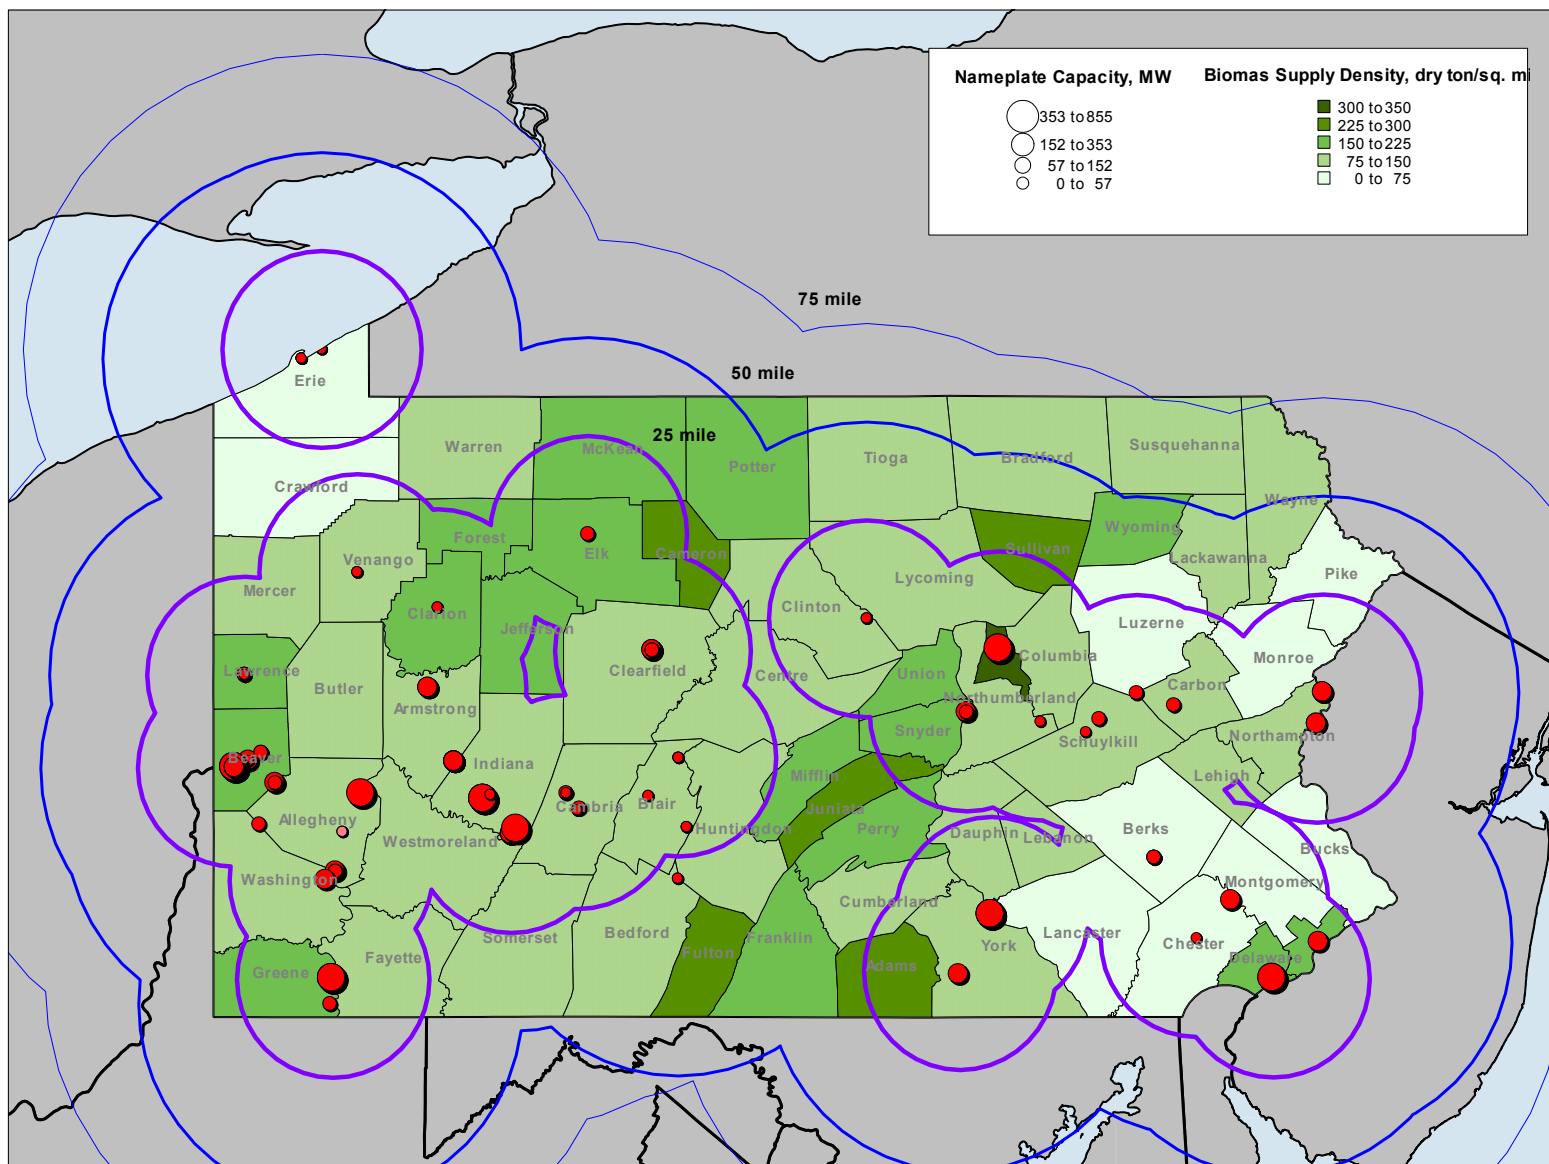 Nameplate Capacity, MW
353 to 855
152 to 353
57 to 152
0 to 57
Biomas Supply Density, dry ton/sq. mi
300 to 350
225 to 300
150 to 225
75 to 150
0 to 75
75 mile
50 mile
25 mile
Erie
Crawford
Warren
McKean
Potter
Tioga
Bradford
Susquehanna
Wayne
Wyoming
Lackawanna
Pike
Forest
Elk
Cameron
Sullivan
Venango
Mercer
Lycoming
Clinton
Clarion
Jefferson
Luzerne
Monroe
Columbia
Lawrence
Butler
Clearfield
Centre
Union
Carbon
Armstrong
Northumberland
Snyder
Schuylkill
Northampton
Beaver
Indiana
Mifflin
Lehigh
Allegheny
Cambria
Blair
Juniata
Huntingdon
Perry
Dauphin
Lebanon
Berks
Westmoreland
Bucks
Washington
Montgomery
Cumberland
Somerset
Bedford
Franklin
Lancaster
York
Chester
Fulton
Fayette
Greene
Adams
Delaware